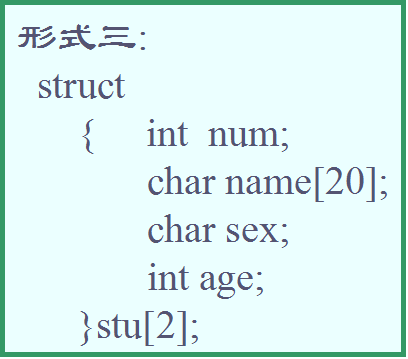 形式三:
struct
{ int num;
char name[20];
char sex;
int age;
}stu[2];